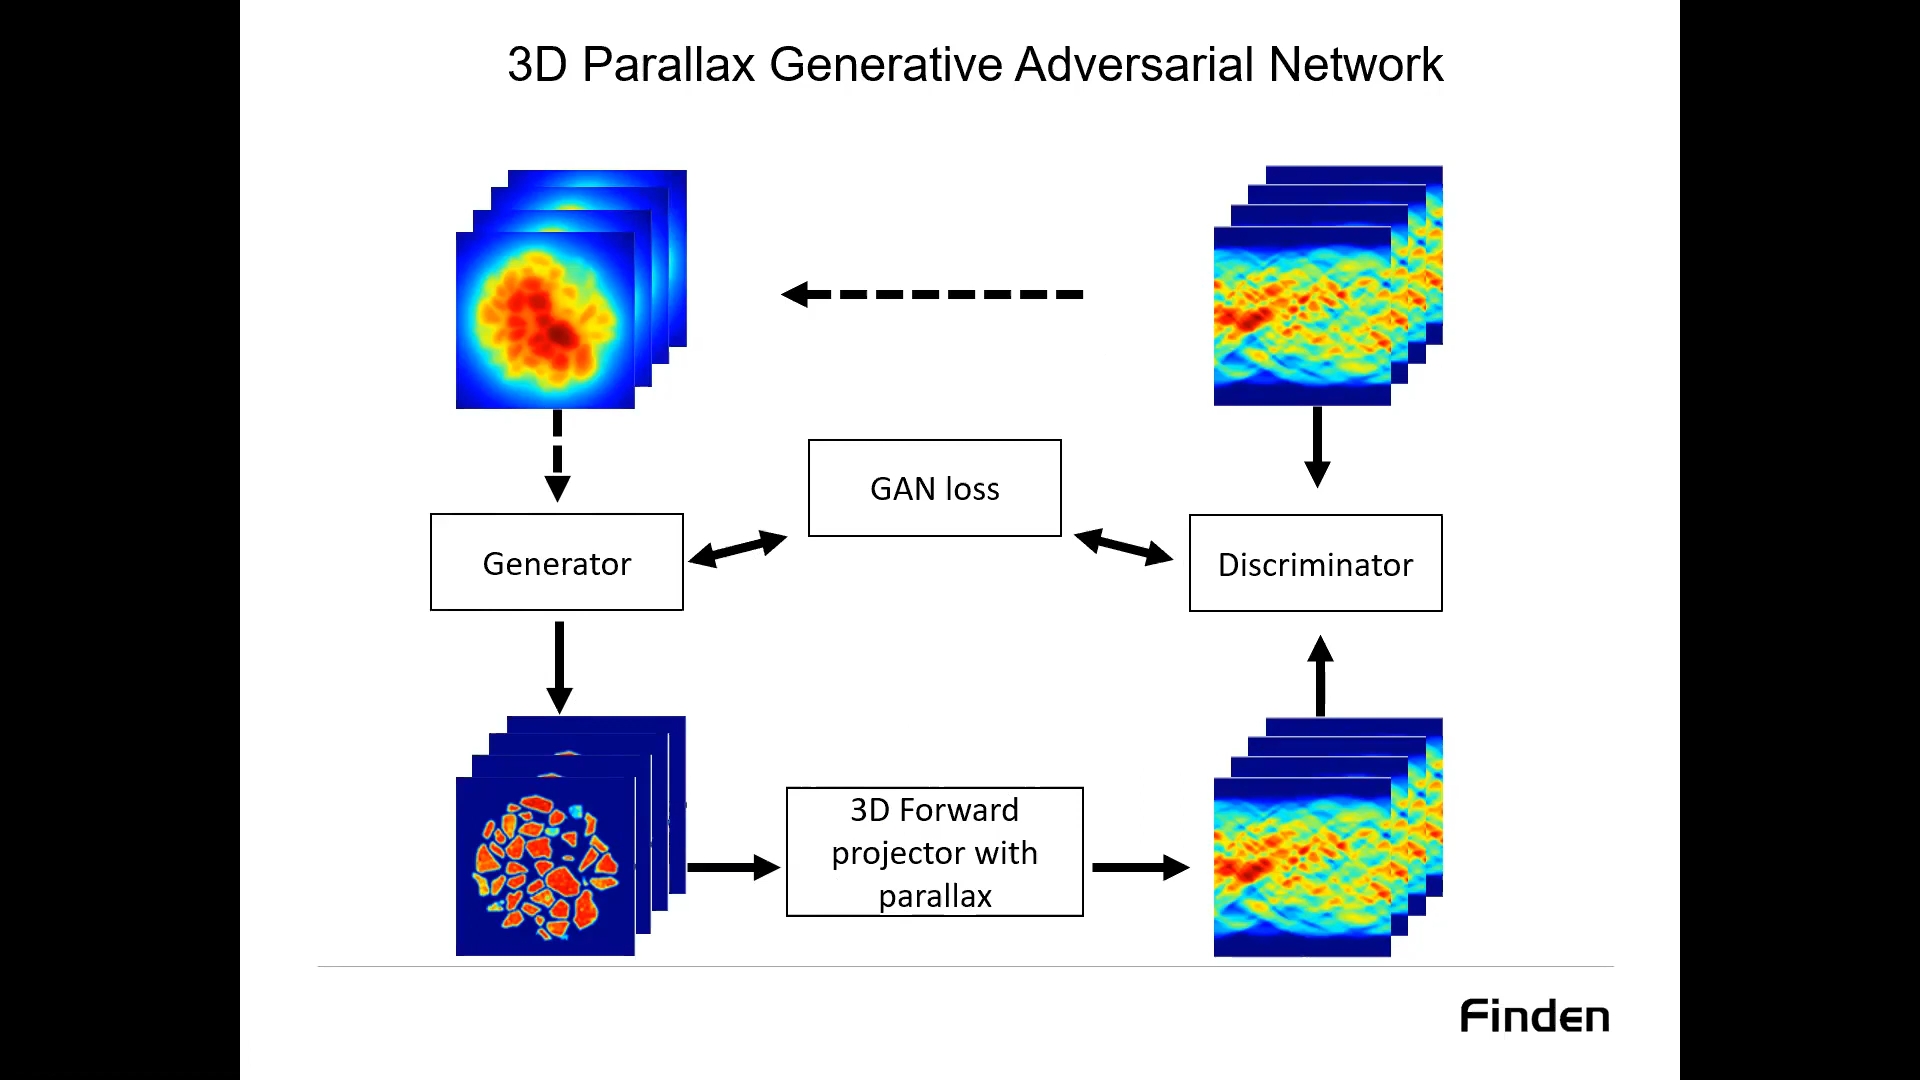 3D Parallax Generative Adversarial Network
GAN loss
Generator
Discriminator
3D Forward
projector with
parallax
Finden